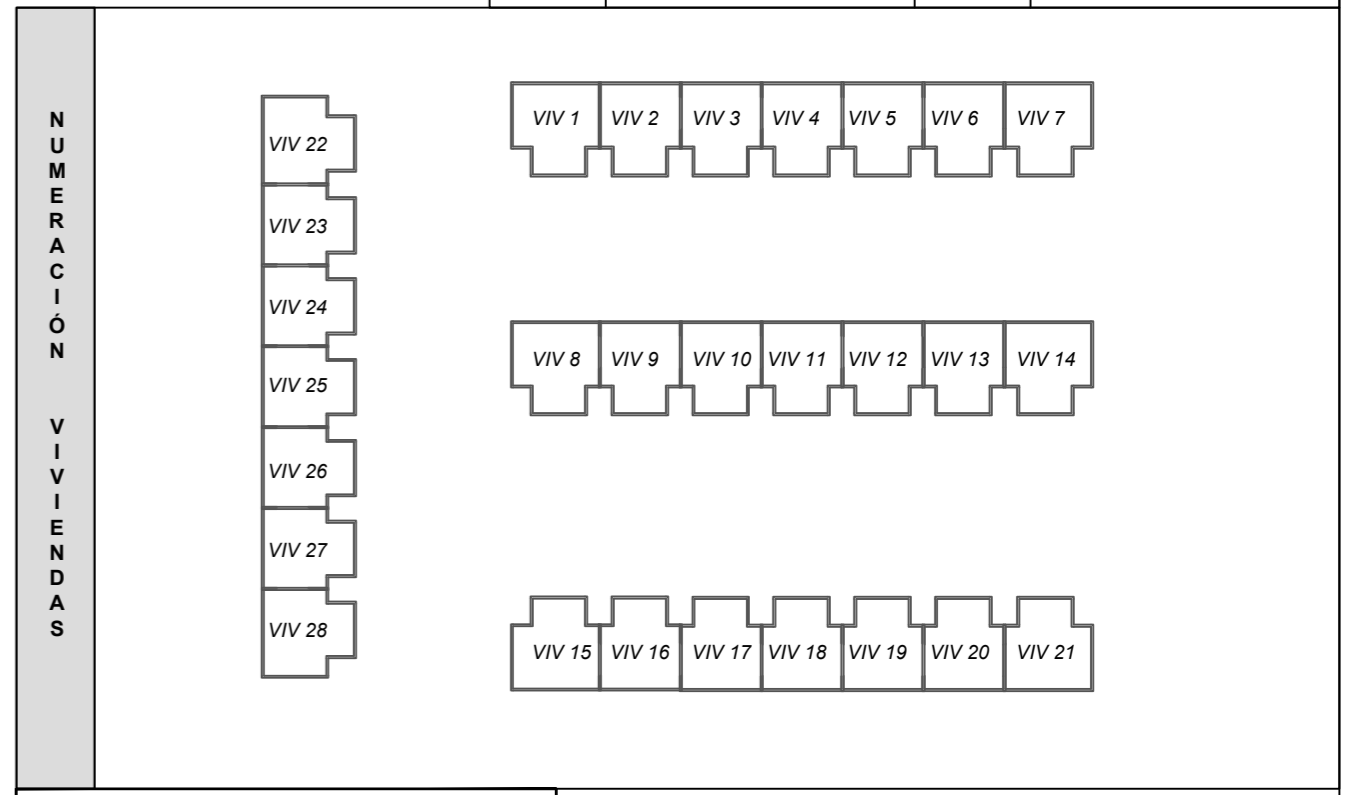 NUMERACIÓN VIVIENDAS
VIV 1 VIV 2 VIV 3 VIV 4 VIV 5 VIV 6 VIV 7
VIV 22
VIV 23
VIV 24
VIV 25
VIV 26
VIV 27
VIV 28
VIV 8 VIV 9 VIV 10 VIV 11 VIV 12 VIV 13 VIV 14
VIV 15 VIV 16 VIV 17 VIV 18 VIV 19 VIV 20 VIV 21